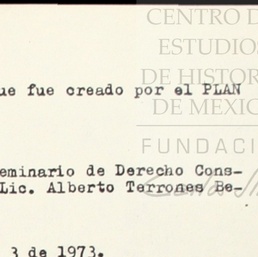 CENTRO D
ESTUDIOS
DE HISTOR
DE MEXIC
FUNDACI
ue fue creado por el PLAN
eminario de Derecho Cons-
Lic. Alberto Terrones Be-
3 de 1973.